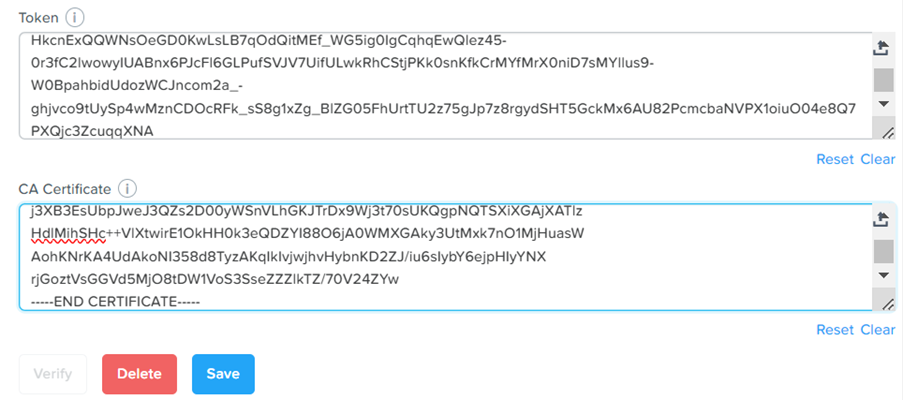 Token
HkcnExQQWNsOeGD0KwLsLB7qOdQitMEf_WG5ig0IgCqhqEwQlez45-
0r3fC2lwowyIUABnx6PJcFl6GLPufSVJV7UifULwkRhCStjPKk0snKfkCrMYfMrX0niD7sMYllus9-
W0BpahbidUdozWCJncom2a_-
ghjvco9tUySp4wMznCDOcRFk_sS8g1xZg_BlZG05FhUrtTU2z75gJp7z8rgydSHT5GckMx6AU82PcmcbaNVPX1oiuO04e8Q7
PXQjc3ZcuqqXNA
Reset Clear
CA Certificate
j3XB3EsUbpJweJ3QZs2D00yWSnVLhGKJTrDx9Wj3t70sUKQgpNQTSXiXGAjXATlz
HdlMihSHc++VlXtwirE1OkHH0k3eQDZYI88O6jA0WMXGAky3UtMxk7nO1MjHuasW
AohKNrKA4UdAkoNI358d8TyzAKqIkIvjwjhvHybnKD2ZJ/iu6sIybY6ejpHIyYNX
rjGoztVsGGVd5MjO8tDW1VoS3SseZZZlkTZ/70V24ZYw
-----END CERTIFICATE-----
Reset Clear
Verify Delete Save